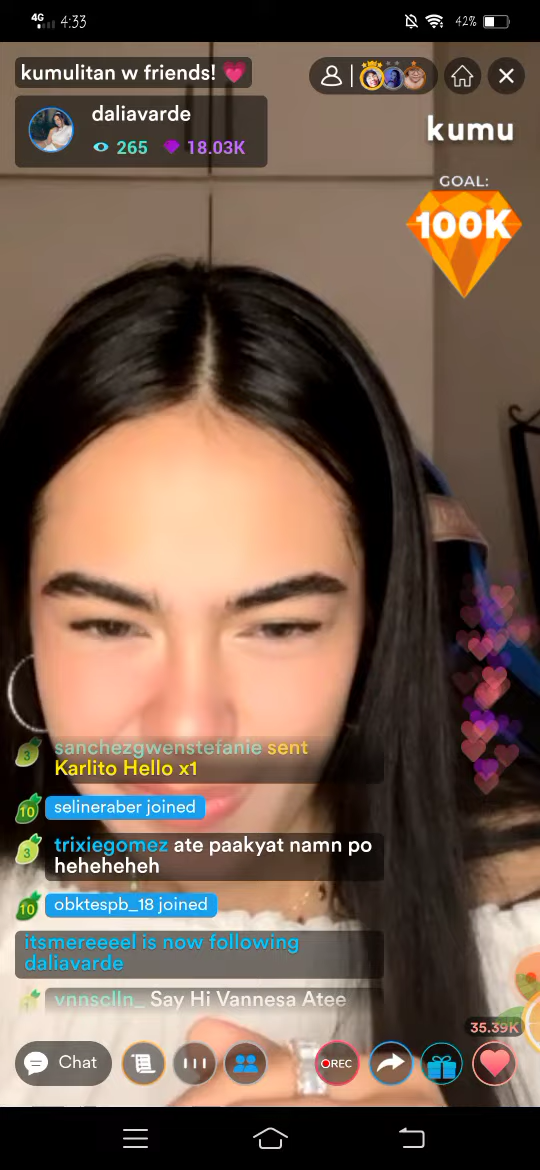 4G 4:33 42%
kumulitan w friends! 💗
daliavarde
265 18.03K
kumu
GOAL:
100K
3 sanchezgwenstefanie sent
Karlito Hello x1
10 selineraber joined
3 trixiegomez ate paakyat namn po
heheheheh
10 obktespb_18 joined
itsmereeeel is now following
daliavarde
vnnsclln_ Say Hi Vannesa Atee
35.39K
Chat
REC